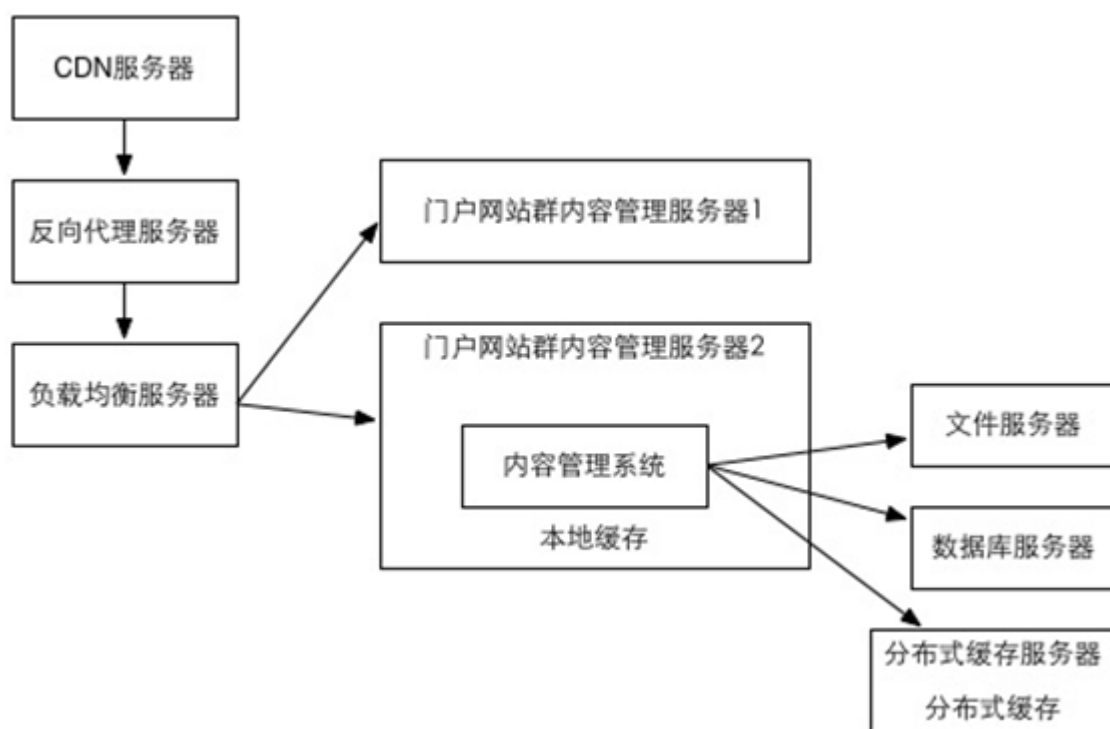 CDN服务器
反向代理服务器
负载均衡服务器
门户网站群内容管理服务器1
门户网站群内容管理服务器2
内容管理系统
本地缓存
文件服务器
数据库服务器
分布式缓存服务器
分布式缓存